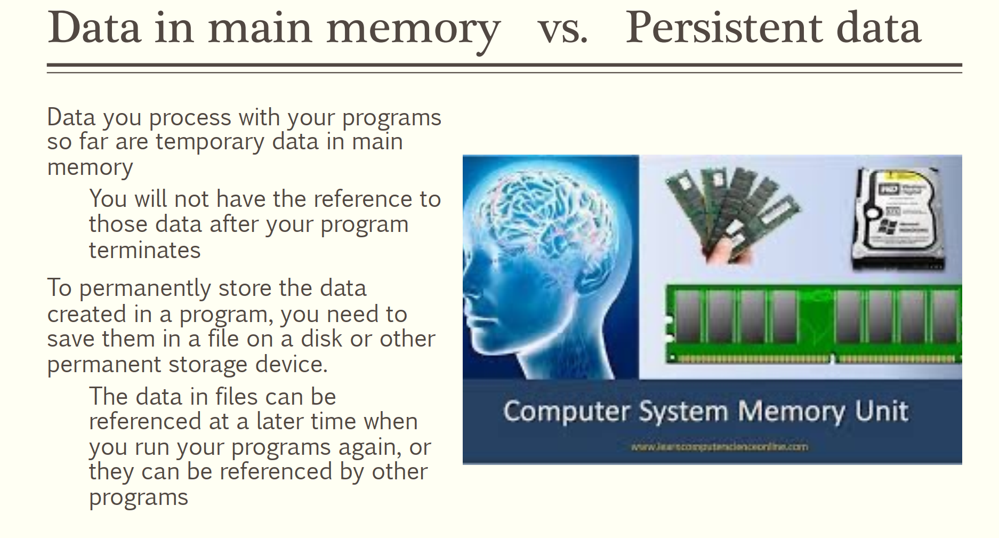 Data in main memory vs. Persistent data
Data you process with your programs
so far are temporary data in main
memory
You will not have the reference to
those data after your program
terminates
To permanently store the data
created in a program, you need to
save them in a file on a disk or other
permanent storage device.
The data in files can be
referenced at a later time when
you run your programs again, or
they can be referenced by other
programs
Computer System Memory Unit